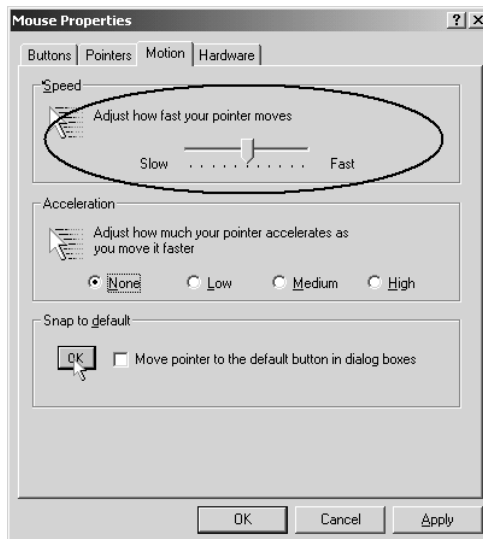 Mouse Properties
Buttons Pointers Motion Hardware
Speed
Adjust how fast your pointer moves
Slow Fast
Acceleration
Adjust how much your pointer accelerates as
you move it faster
None Low Medium High
Snap to default
OK Move pointer to the default button in dialog boxes
OK Cancel Apply